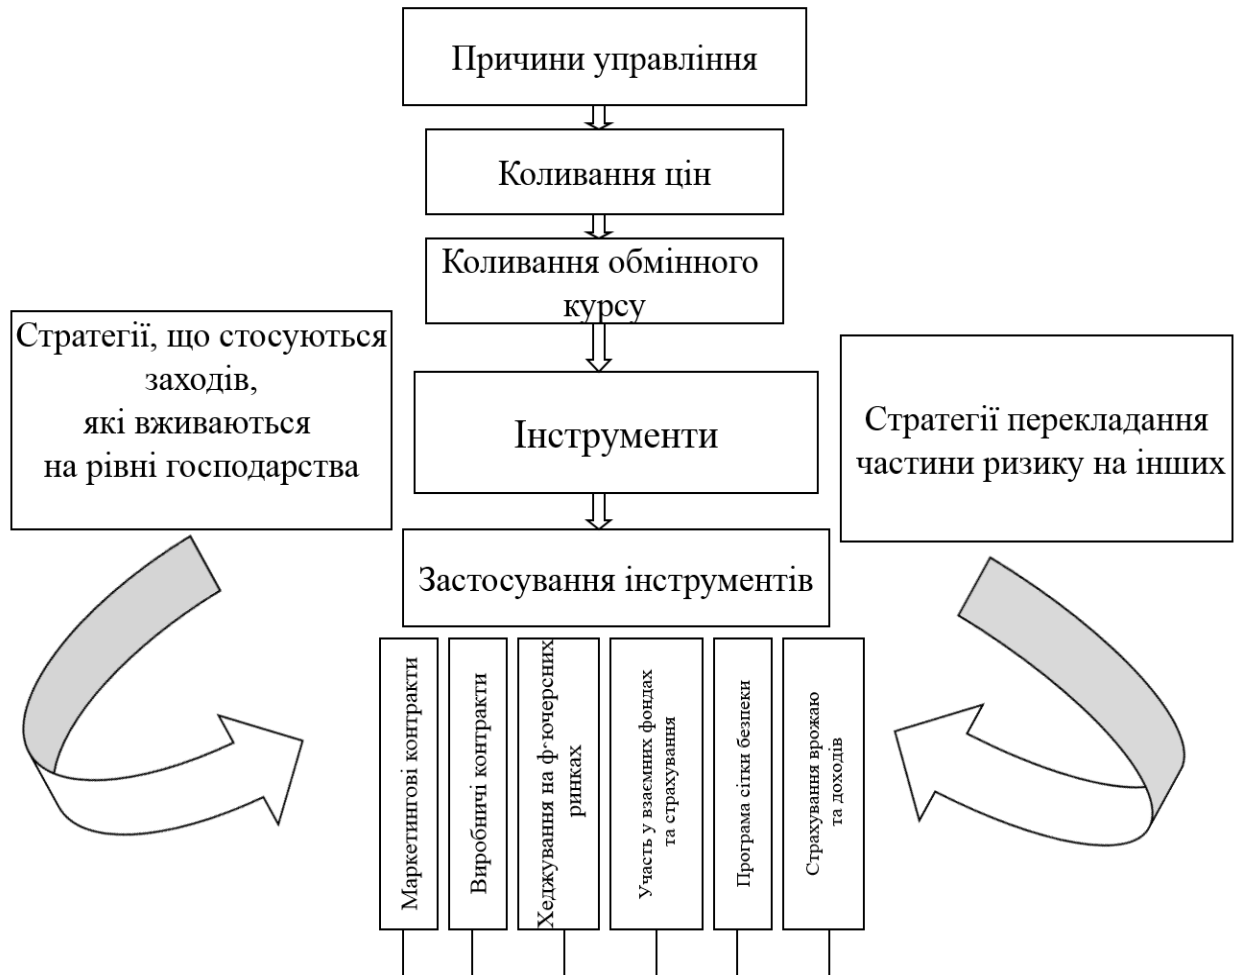 Причини управління
Коливання цін
Коливання обмінного
курсу
Стратегії, що стосуються
заходів,
які вживаються
на рівні господарства
Інструменти
Стратегії перекладання
частини ризику на інших
Застосування інструментів
Маркетингові контракти
Виробничі контракти
Хеджування на ф-ючерсних
ринках
Участь у взаємних фондах
та страхування
Програма сітки безпеки
Страхування врожаю
та доходів